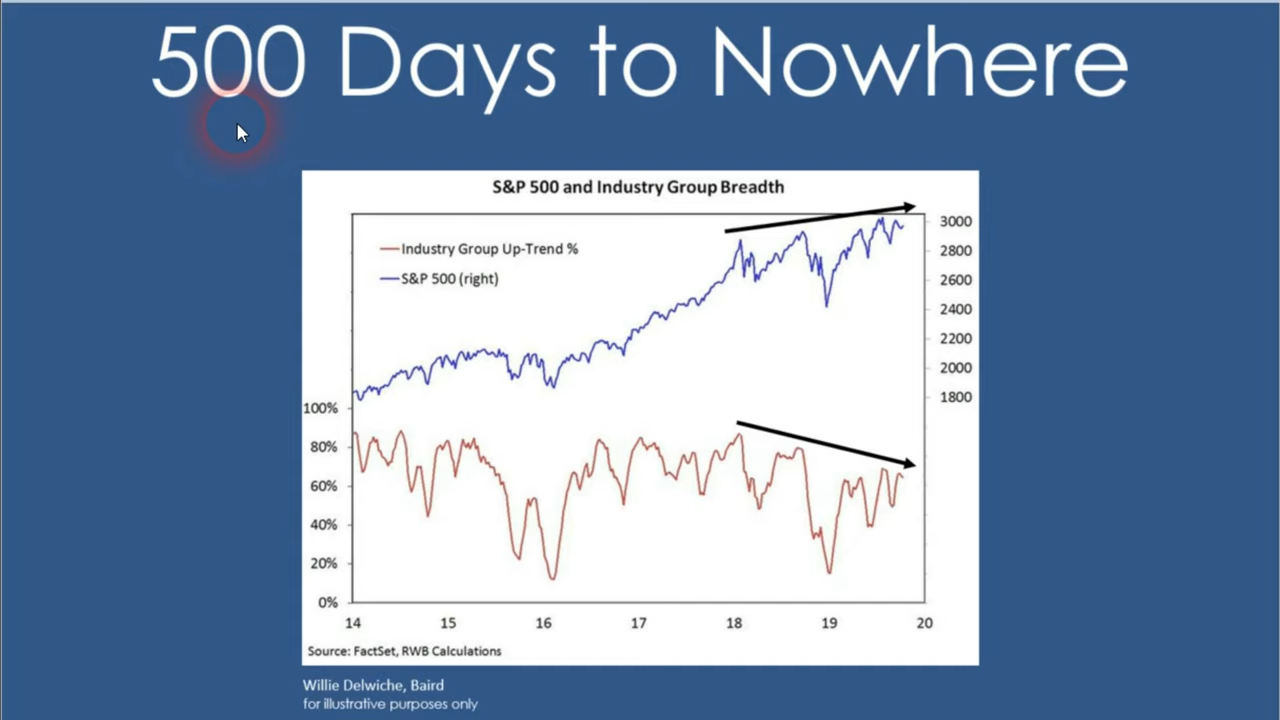 500 Days to Nowhere
S&P 500 and Industry Group Breadth
Industry Group Up-Trend %
S&P 500 (right)
3000
2800
2600
2400
2200
2000
1800
100%
80%
60%
40%
20%
0%
14 15 16 17 18 19 20
Source: FactSet, RWB Calculations
Willie Delwiche, Baird
for illustrative purposes only